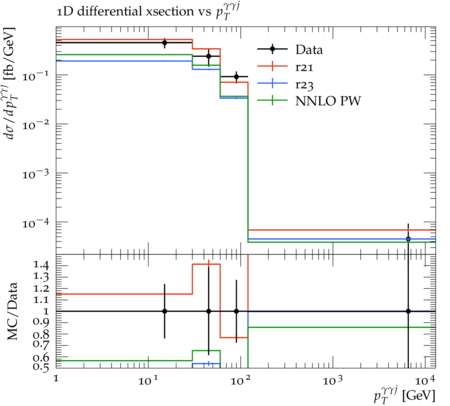 1D differential xsection vs p_T^{γγj}
dσ/dp_T^{γγj} [fb/GeV]
10^{-1}
10^{-2}
10^{-3}
10^{-4}
Data
r21
r23
NNLO PW
MC/Data
1.4
1.3
1.2
1.1
1
0.9
0.8
0.7
0.6
0.5
1 10^1 10^2 10^3 10^4
p_T^{γγj} [GeV]